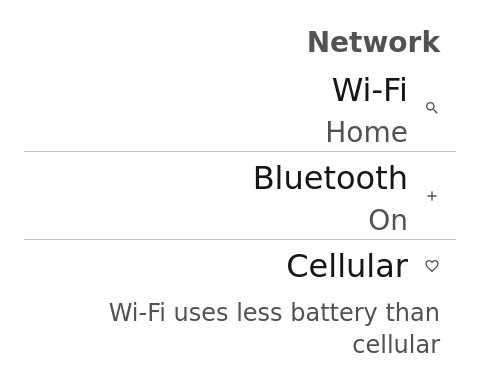 Network
Wi-Fi
Home
Bluetooth
On
Cellular
Wi-Fi uses less battery than
cellular